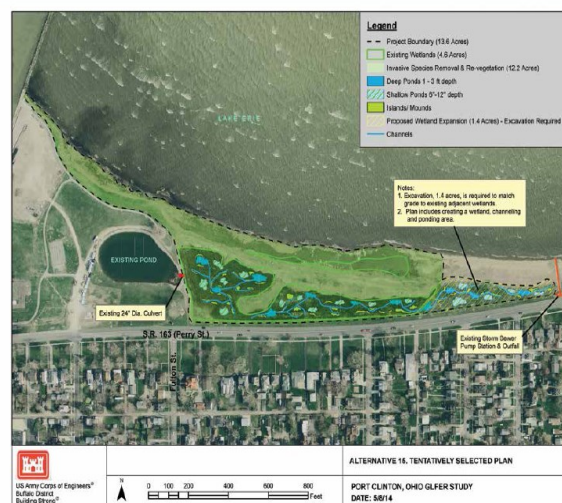 Legend
Project Boundary (13.6 Acres)
Existing Wetlands (4.6 Acres)
Invasive Species Removal & Re-vegetation (12.2 Acres)
Deep Ponds 1 - 3 ft depth
Shallow Ponds 6"-12" depth
Islands/ Mounds
Proposed Wetland Expansion (1.4 Acres) - Excavation Required
Channels
LAKE ERIE
Notes:
1. Excavation, 1.4 acres, is required to match
grade to existing adjacent wetlands.
2. Plan includes creating a wetland, channeling
and ponding area.
EXISTING POND
Existing 24" Dia. Culvert
S.R. 163 (Perry St.)
Fulton St.
Existing Storm Sewer
Pump Station & Outfall
US Army Corps of Engineers®
Buffalo District
Building Strong®
N
0 100 200 400 600 800
Feet
ALTERNATIVE 16. TENTATIVELY SELECTED PLAN
PORT CLINTON, OHIO GLFER STUDY
DATE: 5/8/14